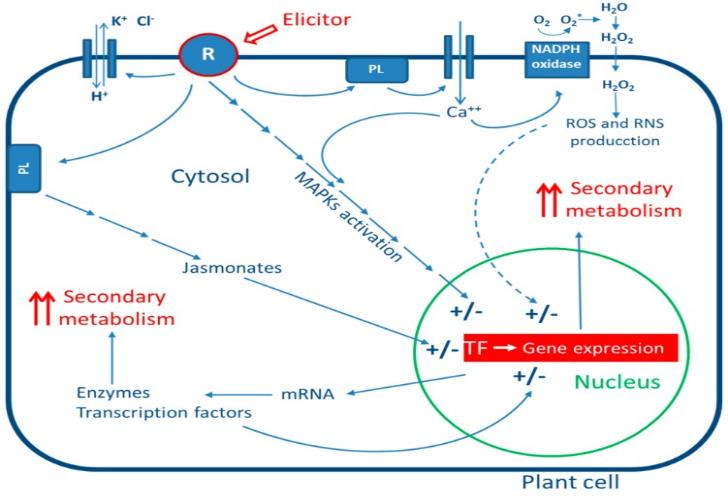 K⁺ Cl⁻
H⁺
R
Elicitor
PL
Ca⁺⁺
O₂ O₂*
NADPH
oxidase
H₂O
H₂O₂
H₂O₂
ROS and RNS
producction
PL
Cytosol
MAPKs activation
Secondary
metabolism
Jasmonates
Secondary
metabolism
+/-
+/-
+/-
TF → Gene expression
+/-
Nucleus
Enzymes
Transcription factors
mRNA
Plant cell